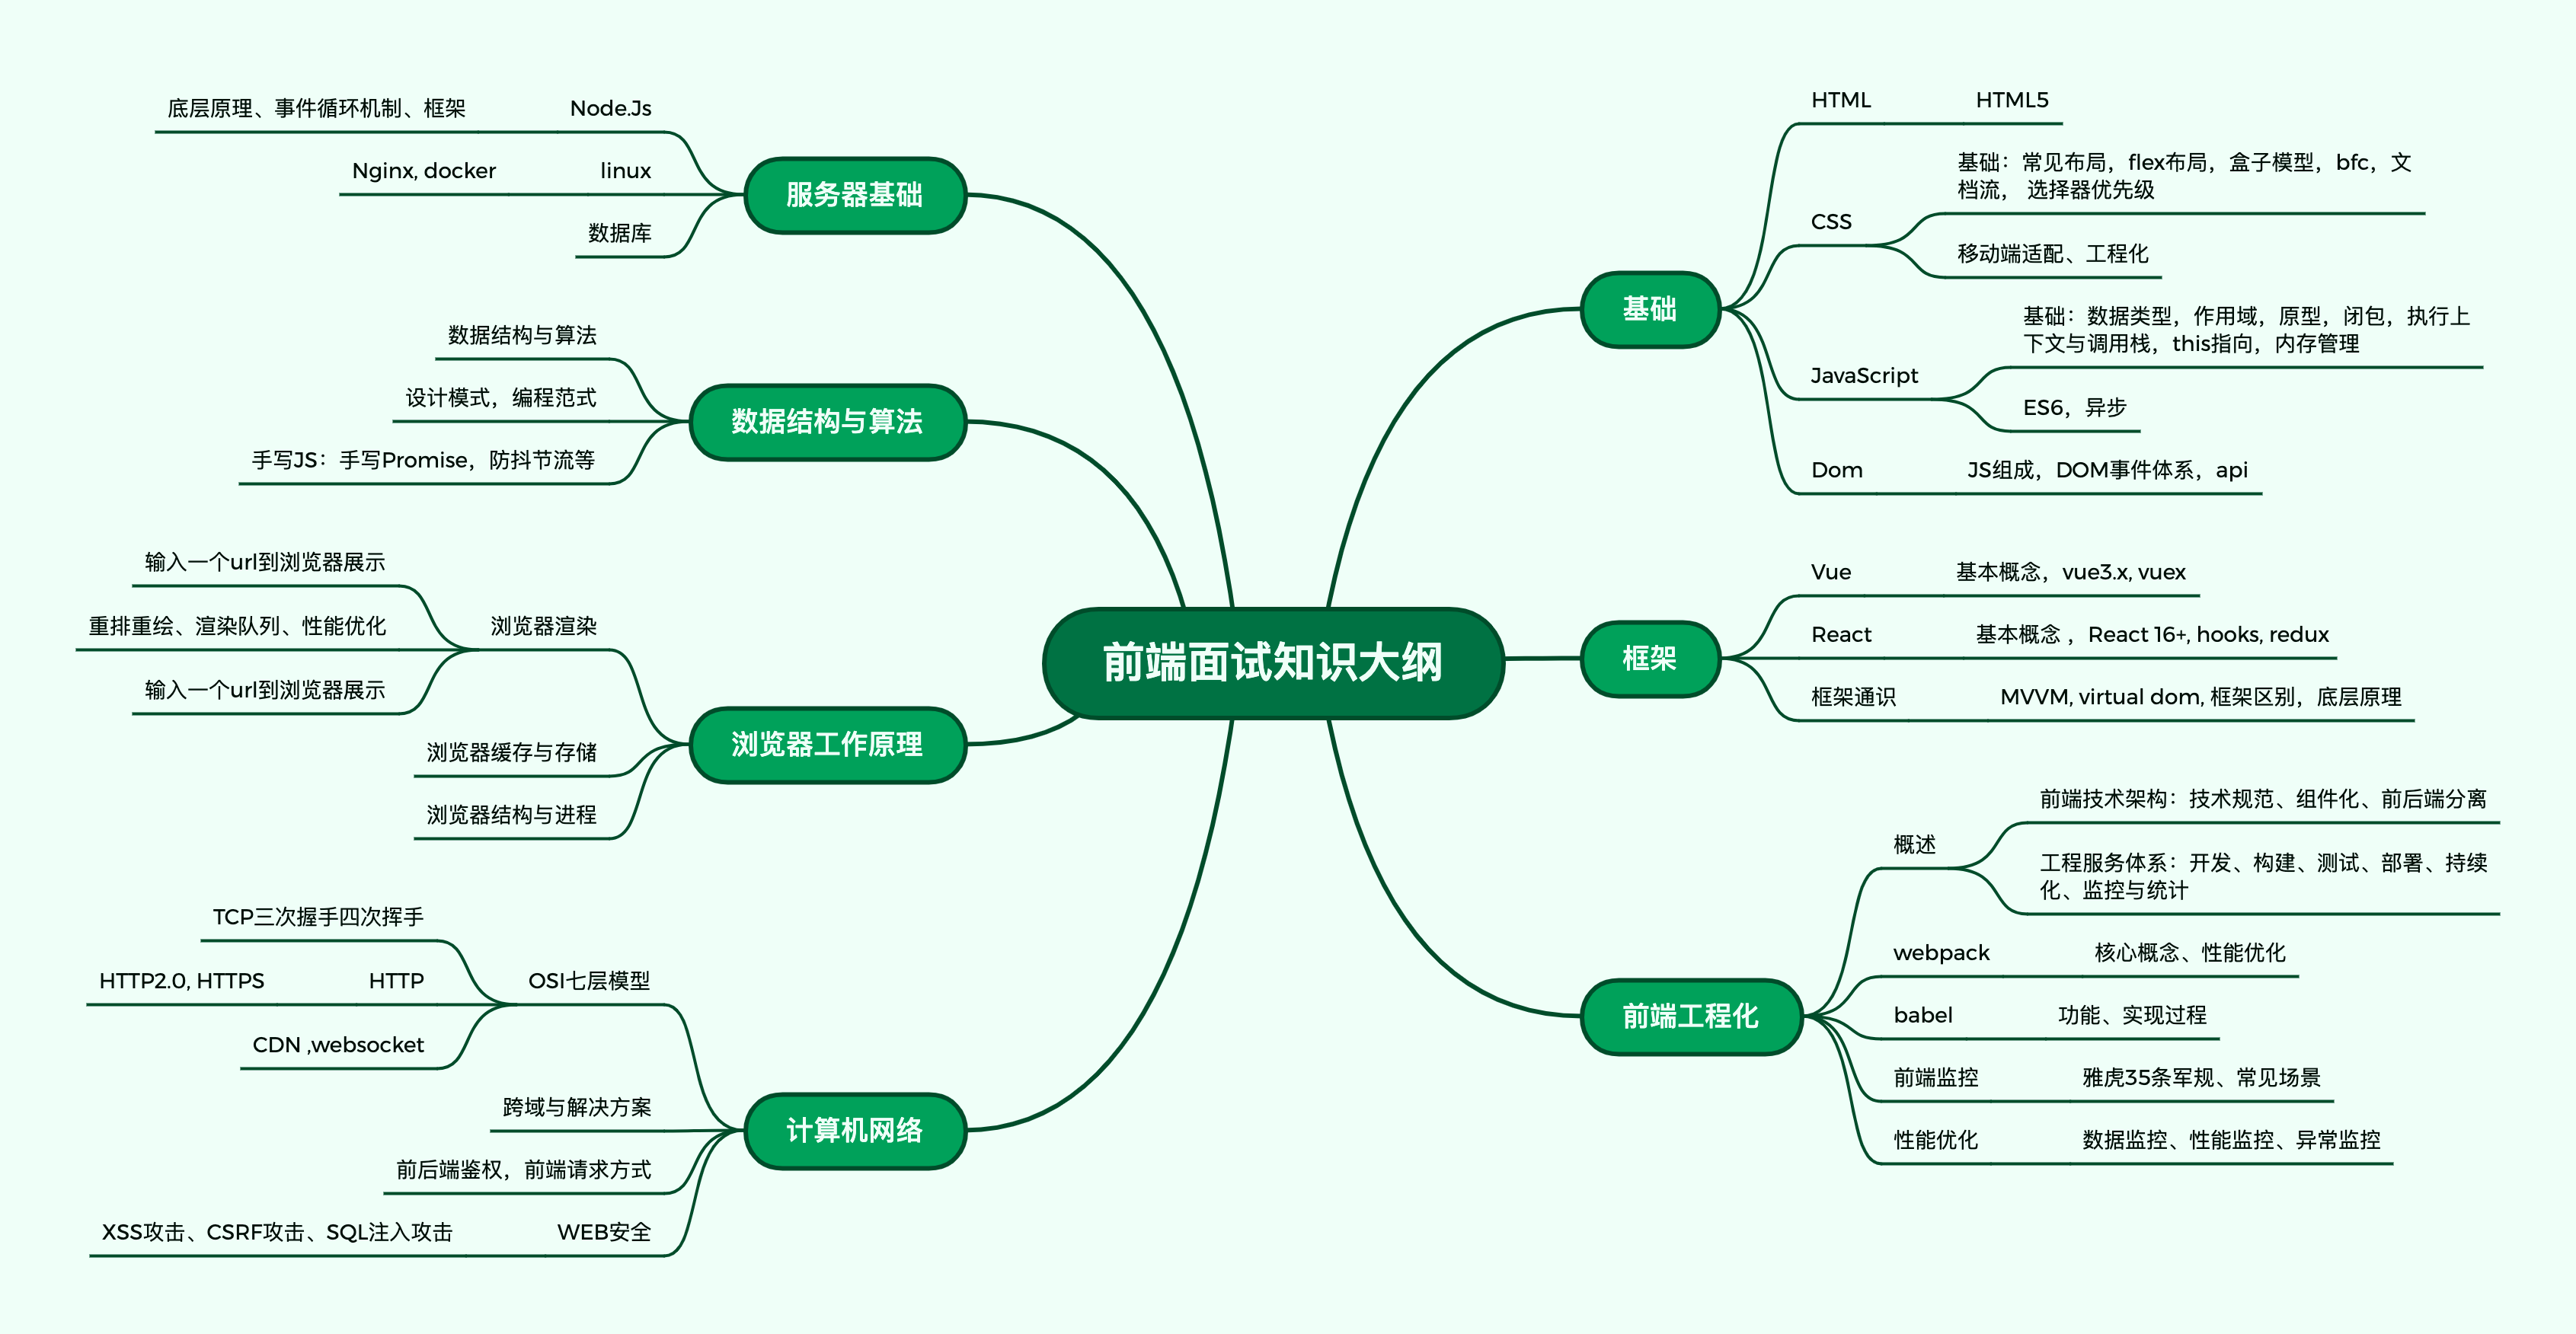 前端面试知识大纲
基础
HTML
HTML5
CSS
基础：常见布局，flex布局，盒子模型，bfc，文
档流， 选择器优先级
移动端适配、工程化
JavaScript
基础：数据类型，作用域，原型，闭包，执行上
下文与调用栈，this指向，内存管理
ES6，异步
Dom
JS组成，DOM事件体系，api
框架
Vue
基本概念，vue3.x, vuex
React
基本概念 ，React 16+, hooks, redux
框架通识
MVVM, virtual dom, 框架区别，底层原理
前端工程化
概述
前端技术架构：技术规范、组件化、前后端分离
工程服务体系：开发、构建、测试、部署、持续
化、监控与统计
webpack
核心概念、性能优化
babel
功能、实现过程
前端监控
雅虎35条军规、常见场景
性能优化
数据监控、性能监控、异常监控
服务器基础
Node.Js
底层原理、事件循环机制、框架
linux
Nginx, docker
数据库
数据结构与算法
数据结构与算法
设计模式，编程范式
手写JS：手写Promise，防抖节流等
浏览器工作原理
浏览器渲染
输入一个url到浏览器展示
重排重绘、渲染队列、性能优化
输入一个url到浏览器展示
浏览器缓存与存储
浏览器结构与进程
计算机网络
OSI七层模型
TCP三次握手四次挥手
HTTP
HTTP2.0, HTTPS
CDN ,websocket
跨域与解决方案
前后端鉴权，前端请求方式
WEB安全
XSS攻击、CSRF攻击、SQL注入攻击